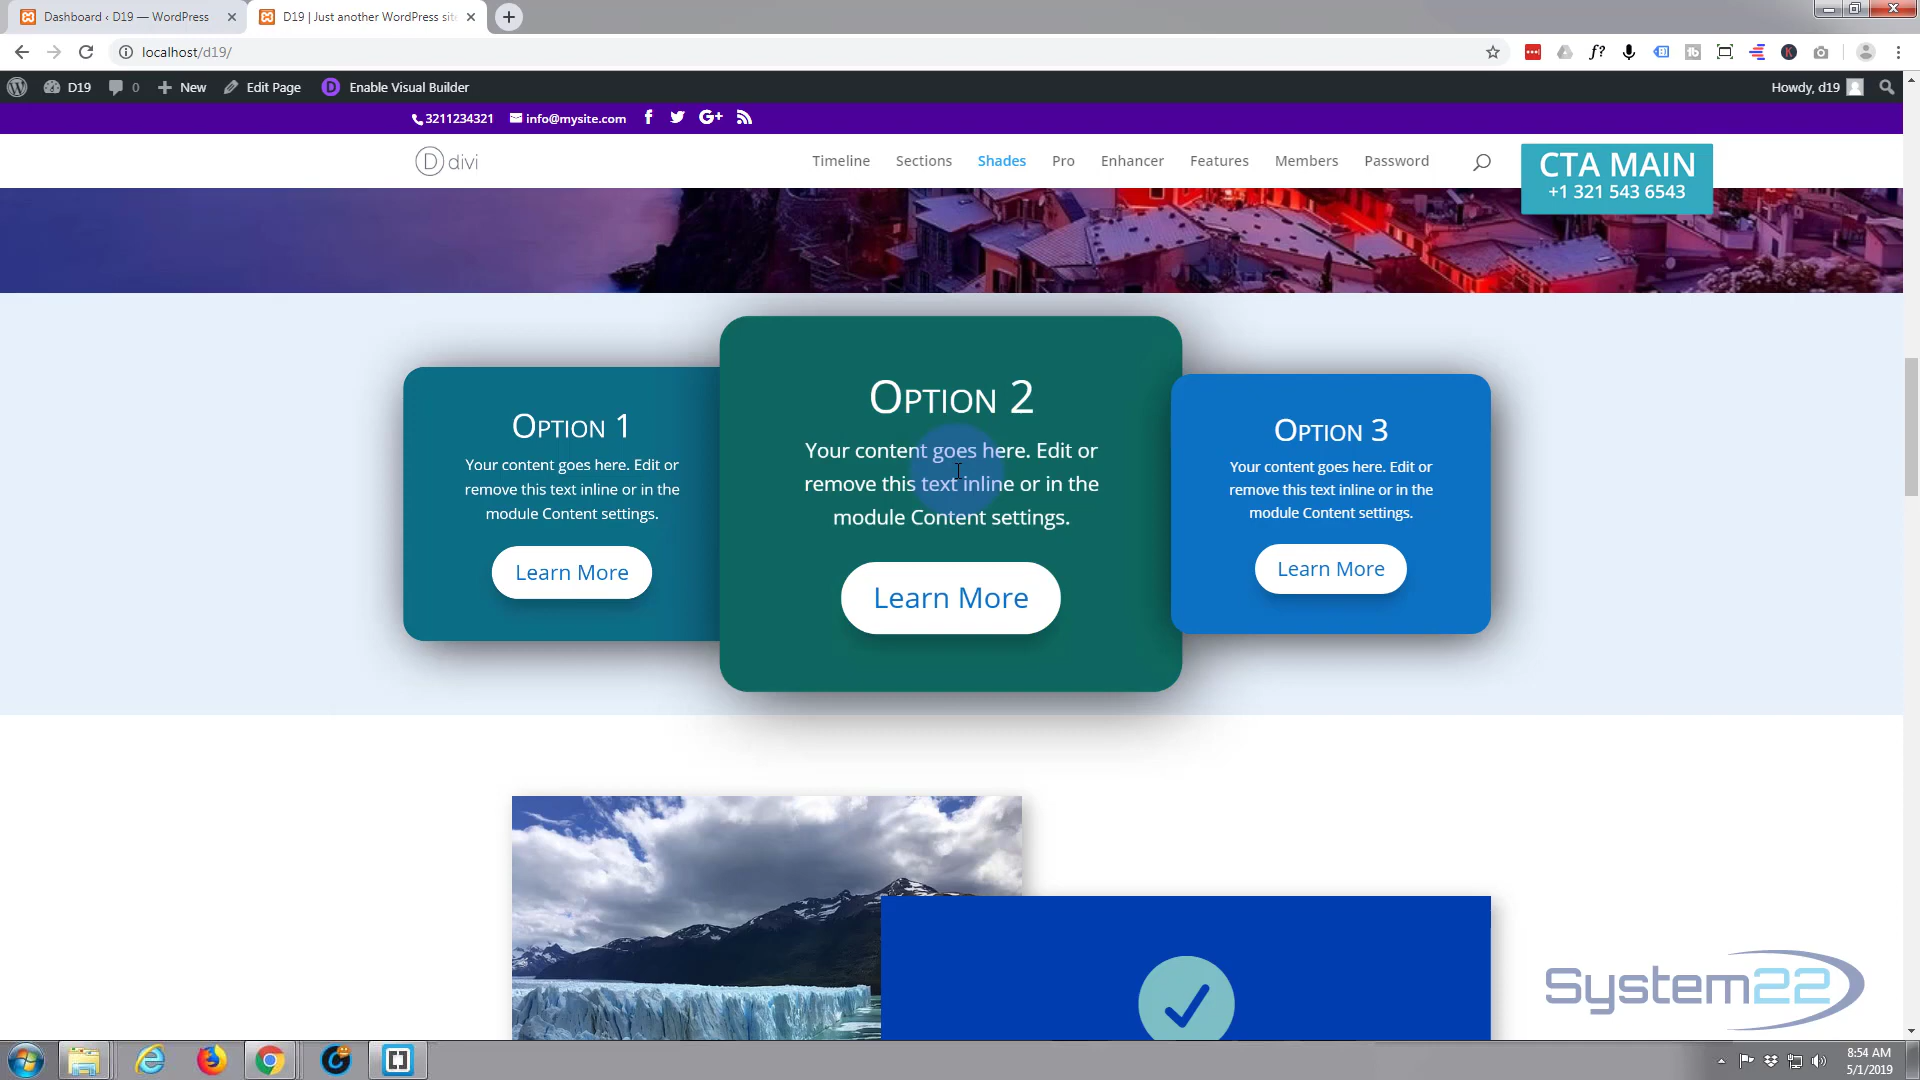 Dashboard ‹ D19 — WordPress
D19 | Just another WordPress site
localhost/d19/
D19
0
New
Edit Page
D
Enable Visual Builder
Howdy, d19
3211234321
info@mysite.com
G+
D divi
Timeline
Sections
Shades
Pro
Enhancer
Features
Members
Password
CTA MAIN
+1 321 543 6543
Option 1
Your content goes here. Edit or
remove this text inline or in the
module Content settings.
Learn More
Option 2
Your content goes here. Edit or
remove this text inline or in the
module Content settings.
Learn More
Option 3
Your content goes here. Edit or
remove this text inline or in the
module Content settings.
Learn More
System22
8:54 AM
5/1/2019